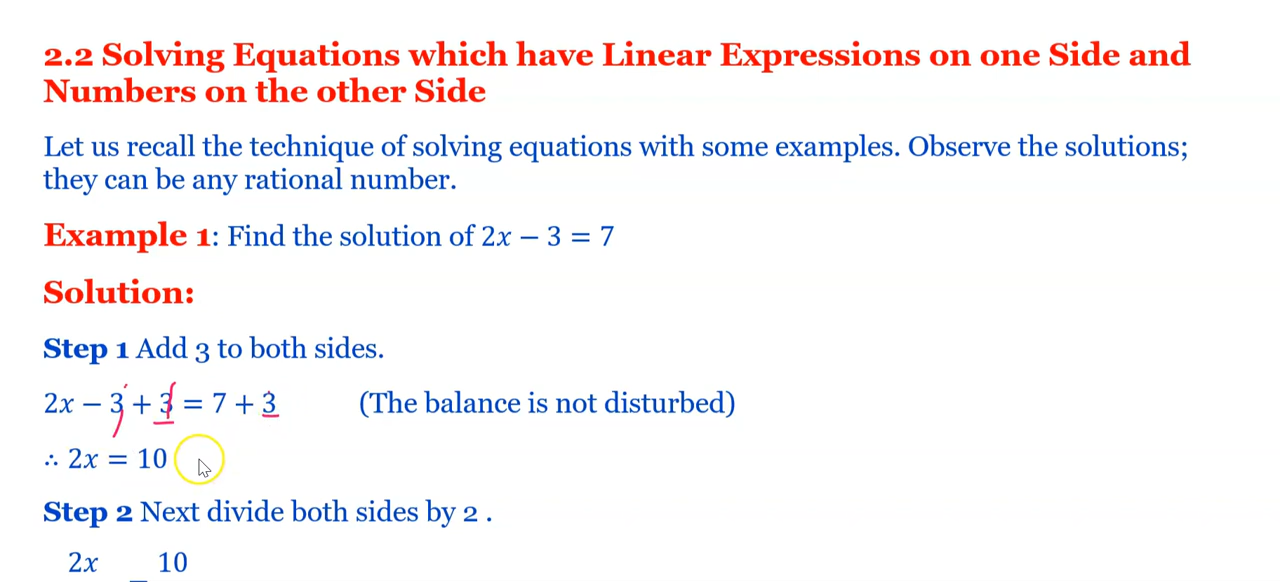 2.2 Solving Equations which have Linear Expressions on one Side and
Numbers on the other Side
Let us recall the technique of solving equations with some examples. Observe the solutions;
they can be any rational number.
Example 1: Find the solution of 2x − 3 = 7
Solution:
Step 1 Add 3 to both sides.
2x − 3 + 3 = 7 + 3 (The balance is not disturbed)
∴ 2x = 10
Step 2 Next divide both sides by 2 .
2x = 10